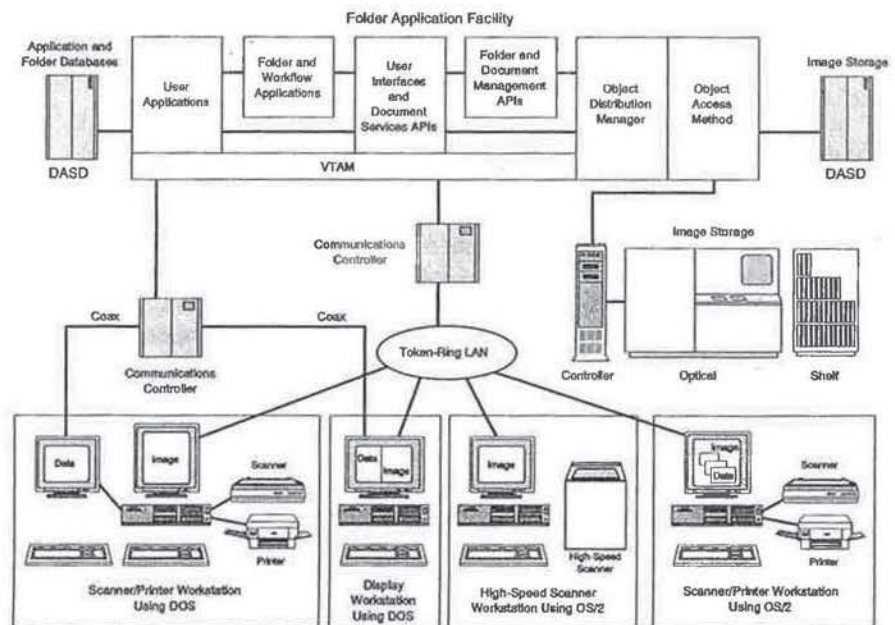 Folder Application Facility
Application and
Folder Databases
DASD
User
Applications
Folder and
Workflow
Applications
User
Interfaces
and
Document
Services APIs
Folder and
Document
Management
APIs
Object
Distribution
Manager
Object
Access
Method
Image Storage
DASD
VTAM
Communications
Controller
Image Storage
Coax
Coax
Communications
Controller
Token-Ring LAN
Controller
Optical
Shelf
Data
Image
Scanner
Printer
Scanner/Printer Workstation
Using DOS
Data
Image
Display
Workstation
Using DOS
Image
High-Speed
Scanner
High-Speed Scanner
Workstation Using OS/2
Image
Data
Scanner
Printer
Scanner/Printer Workstation
Using OS/2